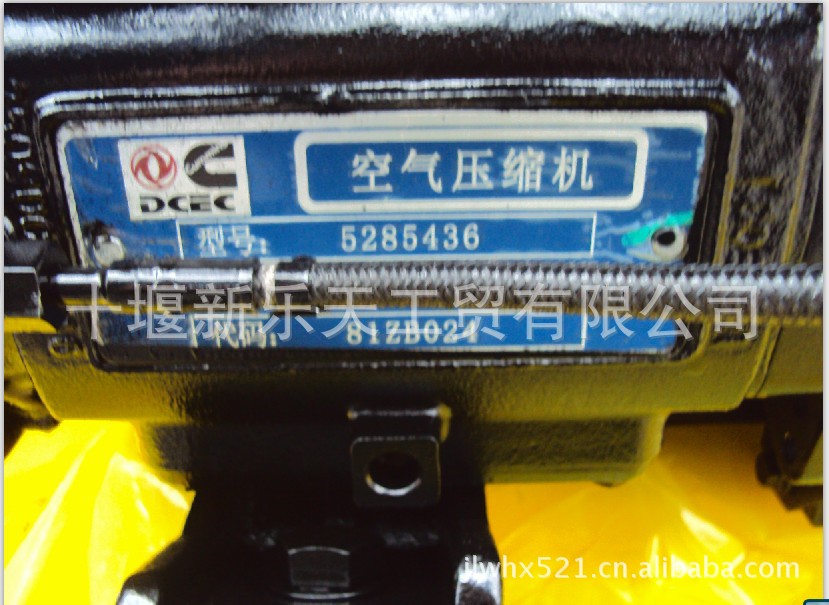 DCEC
空气压缩机
型号: 5285436
十堰新乐天工贸有限公司
代码: 81ZB024
jlwhx521.cn.alibaba.com